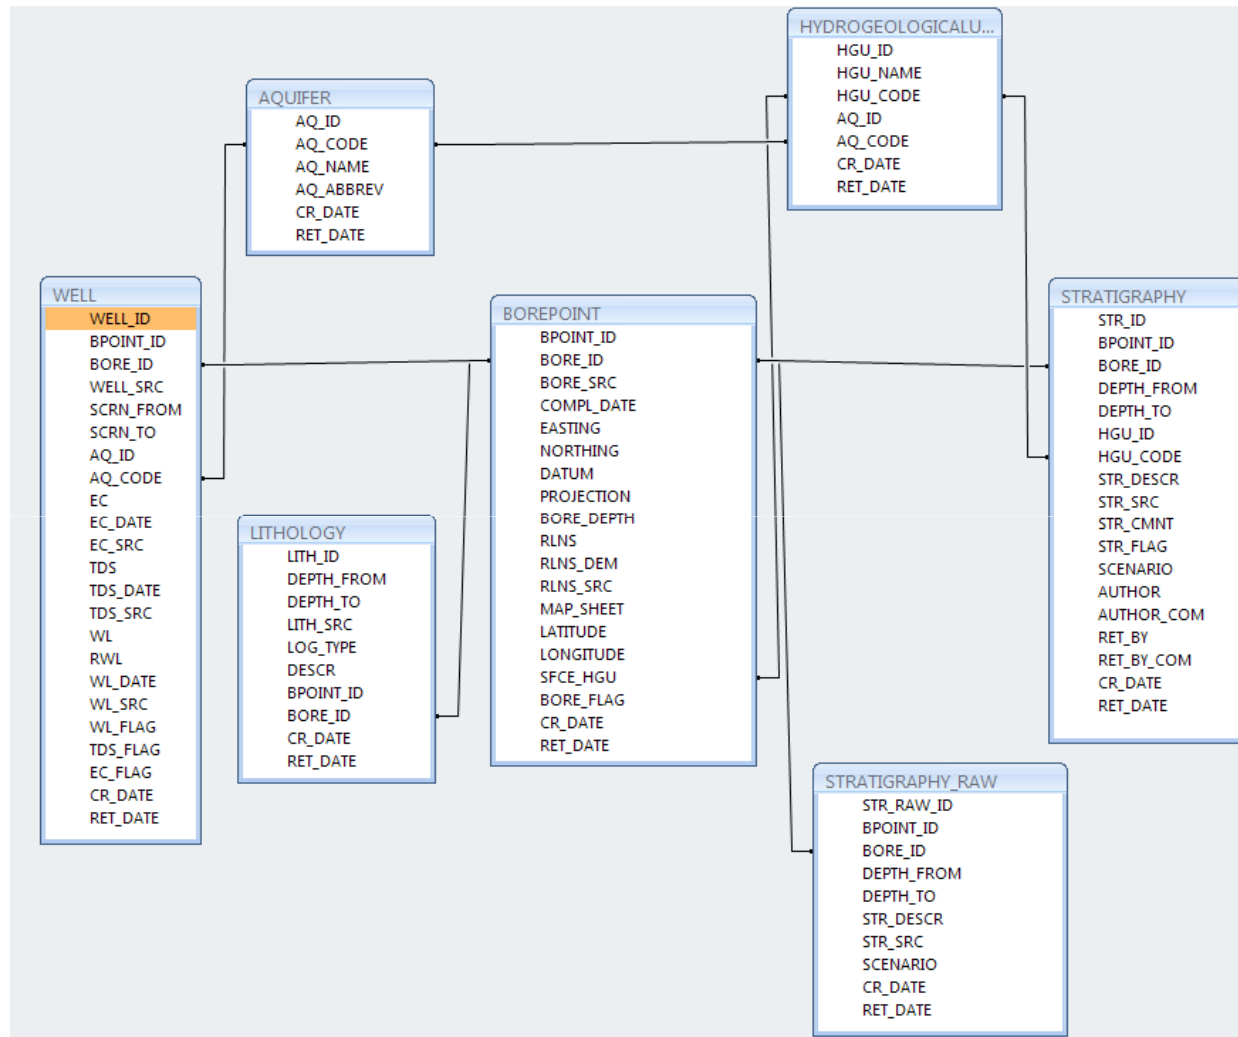 HYDROGEOLOGICALU...
HGU_ID
HGU_NAME
HGU_CODE
AQ_ID
AQ_CODE
CR_DATE
RET_DATE
AQUIFER
AQ_ID
AQ_CODE
AQ_NAME
AQ_ABBREV
CR_DATE
RET_DATE
WELL
WELL_ID
BPOINT_ID
BORE_ID
WELL_SRC
SCRN_FROM
SCRN_TO
AQ_ID
AQ_CODE
EC
EC_DATE
EC_SRC
TDS
TDS_DATE
TDS_SRC
WL
RWL
WL_DATE
WL_SRC
WL_FLAG
TDS_FLAG
EC_FLAG
CR_DATE
RET_DATE
LITHOLOGY
LITH_ID
DEPTH_FROM
DEPTH_TO
LITH_SRC
LOG_TYPE
DESCR
BPOINT_ID
BORE_ID
CR_DATE
RET_DATE
BOREPOINT
BPOINT_ID
BORE_ID
BORE_SRC
COMPL_DATE
EASTING
NORTHING
DATUM
PROJECTION
BORE_DEPTH
RLNS
RLNS_DEM
RLNS_SRC
MAP_SHEET
LATITUDE
LONGITUDE
SFCE_HGU
BORE_FLAG
CR_DATE
RET_DATE
STRATIGRAPHY
STR_ID
BPOINT_ID
BORE_ID
DEPTH_FROM
DEPTH_TO
HGU_ID
HGU_CODE
STR_DESCR
STR_SRC
STR_CMNT
STR_FLAG
SCENARIO
AUTHOR
AUTHOR_COM
RET_BY
RET_BY_COM
CR_DATE
RET_DATE
STRATIGRAPHY_RAW
STR_RAW_ID
BPOINT_ID
BORE_ID
DEPTH_FROM
DEPTH_TO
STR_DESCR
STR_SRC
SCENARIO
CR_DATE
RET_DATE